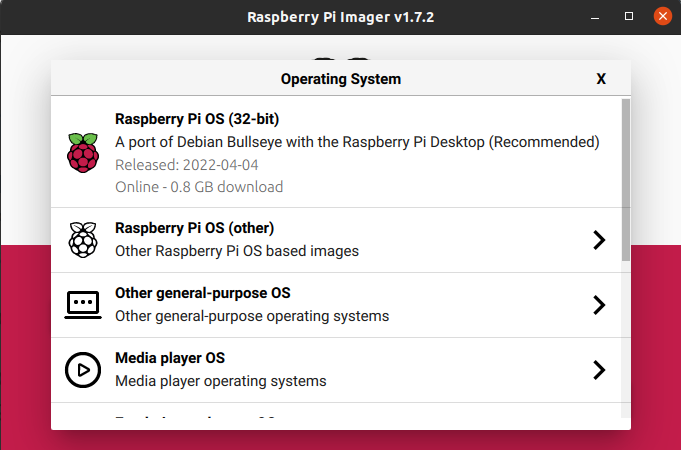 Raspberry Pi Imager v1.7.2
Operating System
X
Raspberry Pi OS (32-bit)
A port of Debian Bullseye with the Raspberry Pi Desktop (Recommended)
Released: 2022-04-04
Online - 0.8 GB download
Raspberry Pi OS (other)
Other Raspberry Pi OS based images
Other general-purpose OS
Other general-purpose operating systems
Media player OS
Media player operating systems